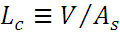 L_c ≡ V/A_s